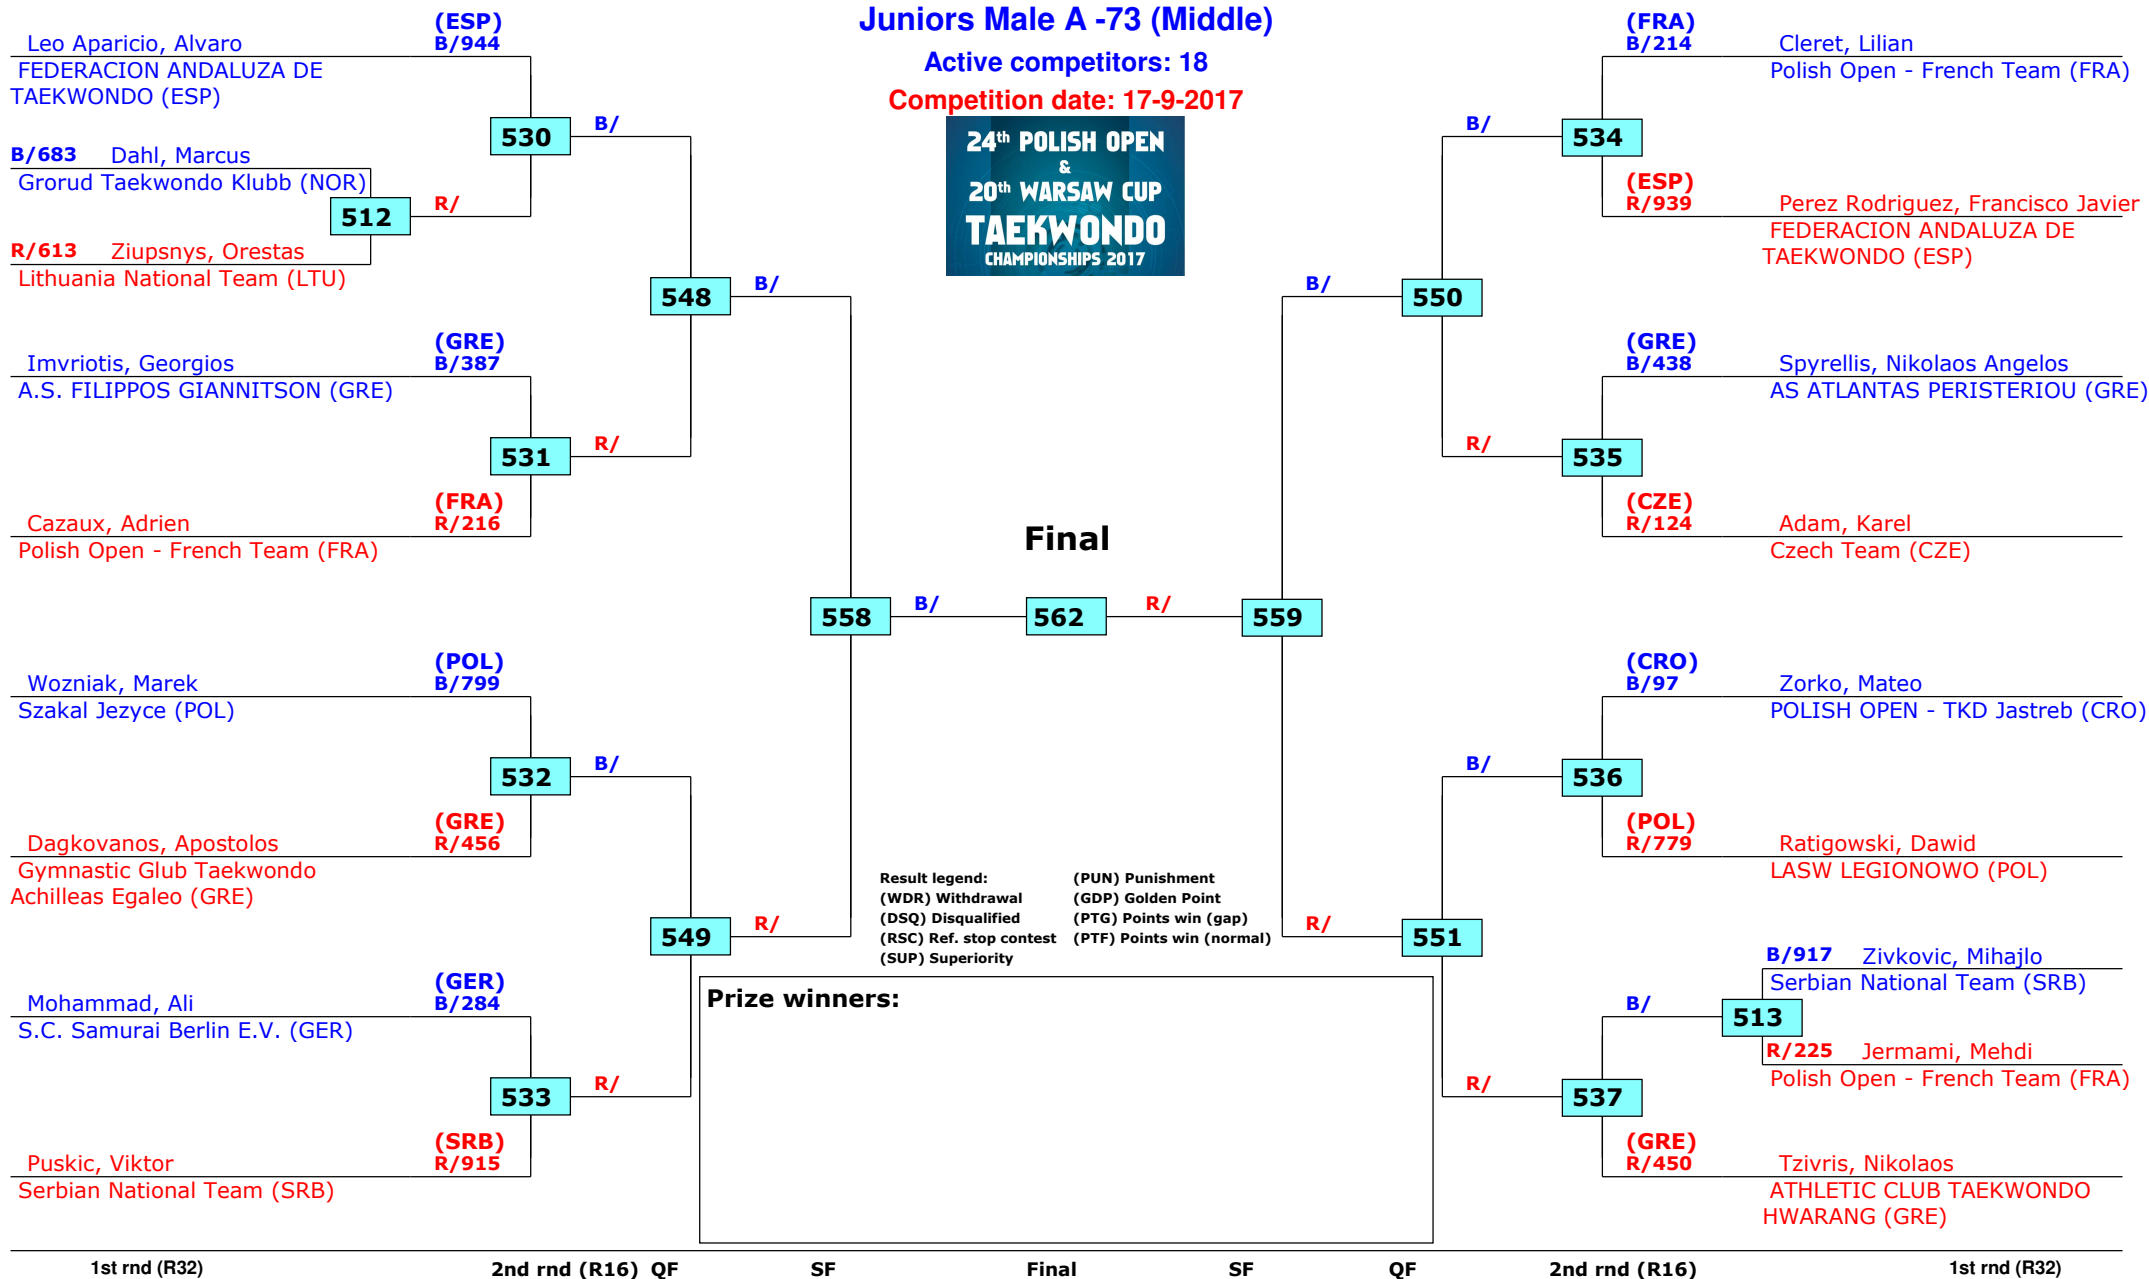 Juniors Male A -73 (Middle)
Active competitors: 18
Competition date: 17-9-2017
24th POLISH OPEN
&
20th WARSAW CUP
TAEKWONDO
CHAMPIONSHIPS 2017
(ESP)
Leo Aparicio, Alvaro B/944
FEDERACION ANDALUZA DE
TAEKWONDO (ESP)
530 B/
B/683 Dahl, Marcus
Grorud Taekwondo Klubb (NOR)
512 R/
R/613 Ziupsnys, Orestas
Lithuania National Team (LTU)
548 B/
(GRE)
Imvriotis, Georgios B/387
A.S. FILIPPOS GIANNITSON (GRE)
531 R/
(FRA)
Cazaux, Adrien R/216
Polish Open - French Team (FRA)
558 B/
(POL)
Wozniak, Marek B/799
Szakal Jezyce (POL)
532 B/
(GRE)
Dagkovanos, Apostolos R/456
Gymnastic Glub Taekwondo
Achilleas Egaleo (GRE)
549 R/
(GER)
Mohammad, Ali B/284
S.C. Samurai Berlin E.V. (GER)
533 R/
(SRB)
Puskic, Viktor R/915
Serbian National Team (SRB)
Final
562
(FRA)
B/214 Cleret, Lilian
Polish Open - French Team (FRA)
B/ 534
(ESP)
R/939 Perez Rodriguez, Francisco Javier
FEDERACION ANDALUZA DE
TAEKWONDO (ESP)
B/ 550
(GRE)
B/438 Spyrellis, Nikolaos Angelos
AS ATLANTAS PERISTERIOU (GRE)
R/ 535
(CZE)
R/124 Adam, Karel
Czech Team (CZE)
R/ 559
(CRO)
B/97 Zorko, Mateo
POLISH OPEN - TKD Jastreb (CRO)
B/ 536
(POL)
R/779 Ratigowski, Dawid
LASW LEGIONOWO (POL)
R/ 551
B/917 Zivkovic, Mihajlo
Serbian National Team (SRB)
B/ 513
R/225 Jermami, Mehdi
Polish Open - French Team (FRA)
R/ 537
(GRE)
R/450 Tzivris, Nikolaos
ATHLETIC CLUB TAEKWONDO
HWARANG (GRE)
Result legend: (PUN) Punishment
(WDR) Withdrawal (GDP) Golden Point
(DSQ) Disqualified (PTG) Points win (gap)
(RSC) Ref. stop contest (PTF) Points win (normal)
(SUP) Superiority
Prize winners:
1st rnd (R32) 2nd rnd (R16) QF SF Final SF QF 2nd rnd (R16) 1st rnd (R32)